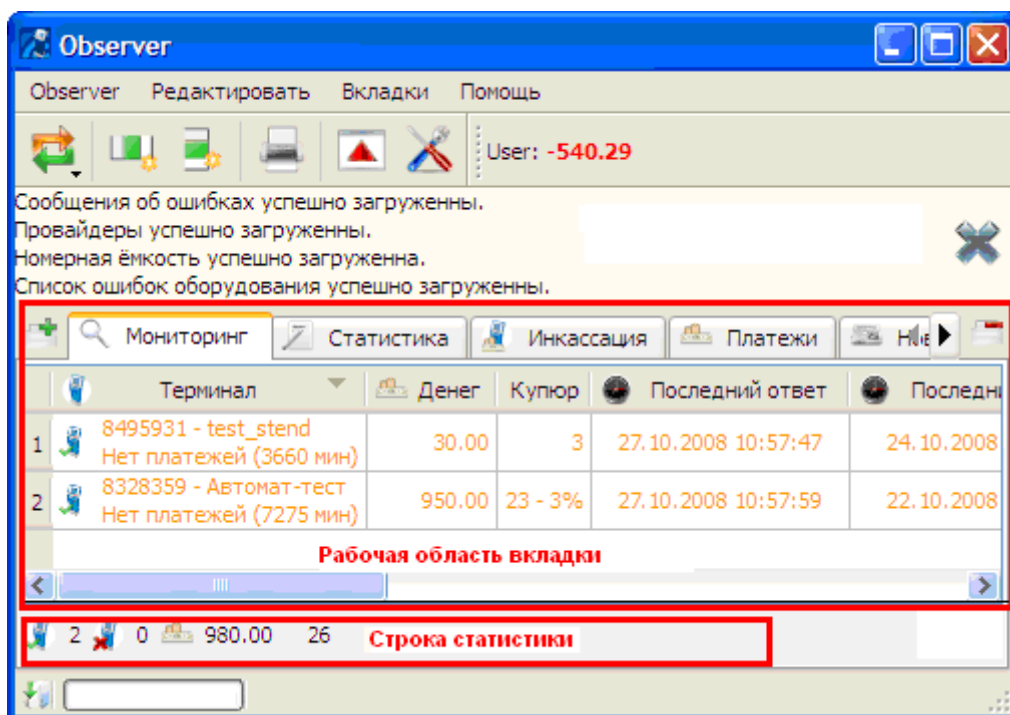 Observer
Observer Редактировать Вкладки Помощь
User: -540.29
Сообщения об ошибках успешно загруженны.
Провайдеры успешно загруженны.
Номерная ёмкость успешно загруженна.
Список ошибок оборудования успешно загруженны.
Мониторинг Статистика Инкассация Платежи
Терминал Денег Купюр Последний ответ
1 8495931 - test_stend 30.00 3 27.10.2008 10:57:47 24.10.2008
Нет платежей (3660 мин)
2 8328359 - Автомат-тест 950.00 23 - 3% 27.10.2008 10:57:59 22.10.2008
Нет платежей (7275 мин)
Рабочая область вкладки
2 0 980.00 26 Строка статистики